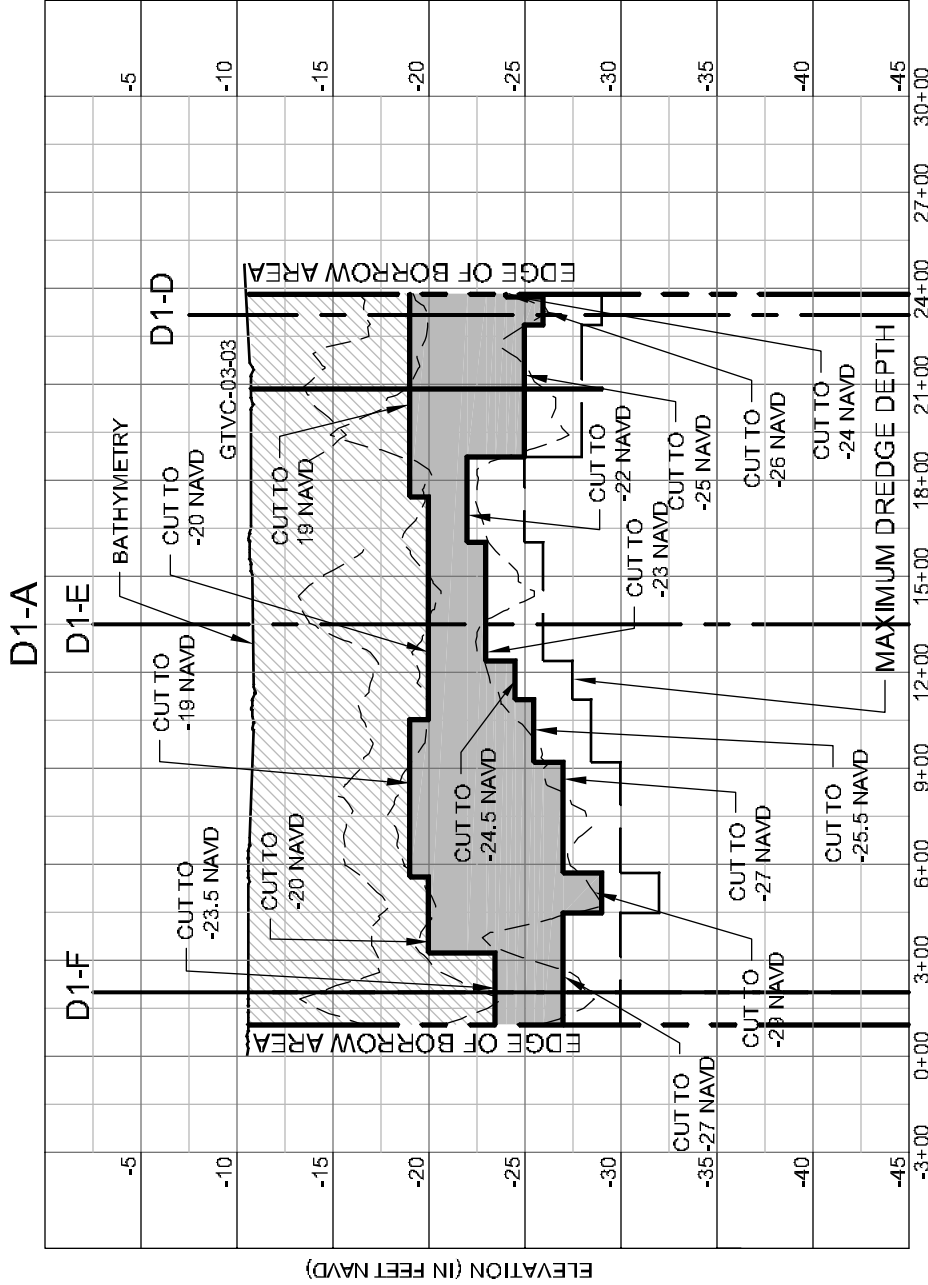 D1-A
D1-F
D1-E
D1-D
BATHYMETRY
GTVC-03-03
CUT TO
-23.5 NAVD
CUT TO
-20 NAVD
CUT TO
-19 NAVD
CUT TO
-20 NAVD
CUT TO
19 NAVD
EDGE OF BORROW AREA
EDGE OF BORROW AREA
CUT TO
-24.5 NAVD
CUT TO
-27 NAVD
CUT TO
-29 NAVD
CUT TO
-27 NAVD
CUT TO
-25.5 NAVD
CUT TO
-23 NAVD
CUT TO
-22 NAVD
CUT TO
-25 NAVD
CUT TO
-26 NAVD
CUT TO
-24 NAVD
MAXIMUM DREDGE DEPTH
ELEVATION (IN FEET NAVD)
-5
-10
-15
-20
-25
-30
-35
-40
-45
-5
-10
-15
-20
-25
-30
-35
-40
-45
-3+00
0+00
3+00
6+00
9+00
12+00
15+00
18+00
21+00
24+00
27+00
30+00